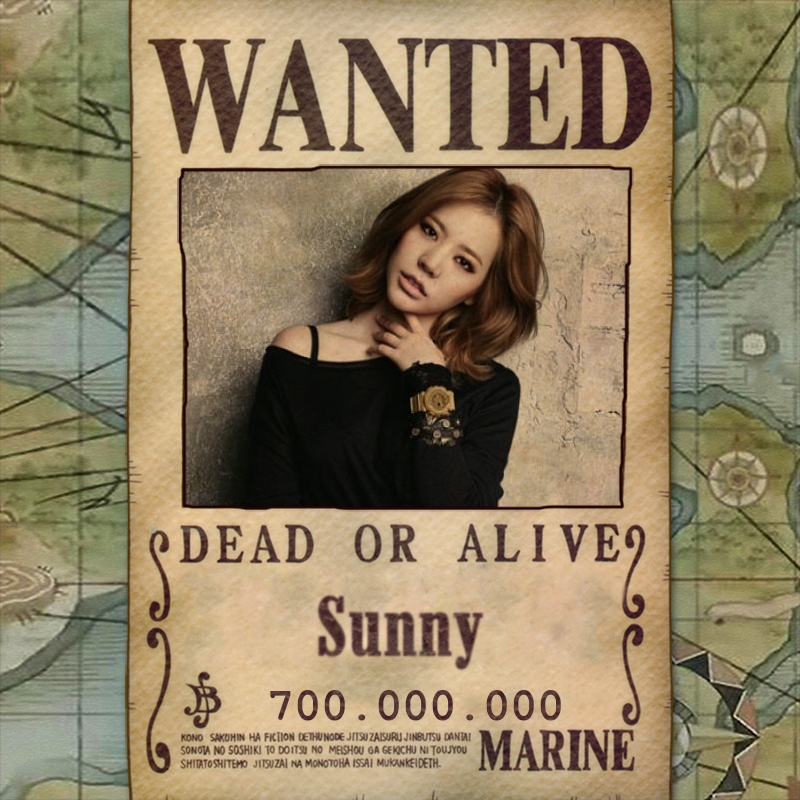 WANTED
DEAD OR ALIVE
Sunny
700.000.000
KONO SAKUHIN HA FICTION DETHUNODE JITSUZAISURU JINBUTSU DANTAI
SONOTA NO SOSHIKI TO DOITSU NO MEISHOU GA GEKICHU NI TOUJYOU
SHITATOSHITEMO JITSUZAI NA MONOTOHA ISSAI MUKANKEIDETH.
MARINE